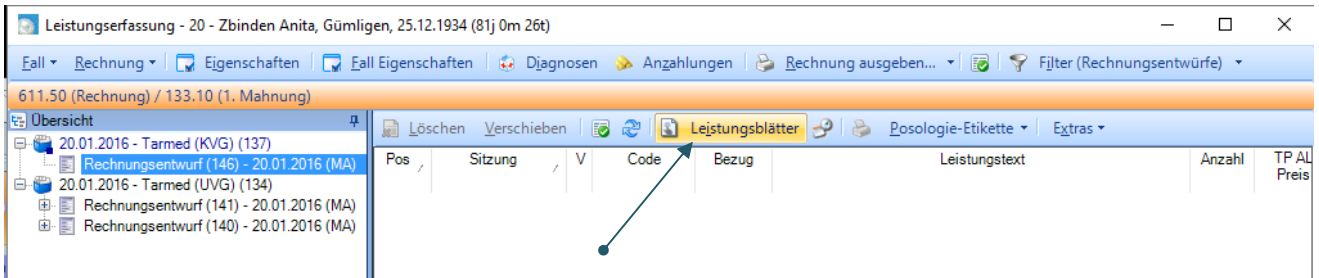 Leistungserfassung - 20 - Zbinden Anita, Gümligen, 25.12.1934 (81j 0m 26t)
Fall Rechnung Eigenschaften Fall Eigenschaften Diagnosen Anzahlungen Rechnung ausgeben... Filter (Rechnungsentwürfe)
611.50 (Rechnung) / 133.10 (1. Mahnung)
Übersicht
Löschen Verschieben Leistungsblätter Posologie-Etikette Extras
20.01.2016 - Tarmed (KVG) (137)
Rechnungsentwurf (146) - 20.01.2016 (MA)
20.01.2016 - Tarmed (UVG) (134)
Rechnungsentwurf (141) - 20.01.2016 (MA)
Rechnungsentwurf (140) - 20.01.2016 (MA)
Pos Sitzung V Code Bezug Leistungstext Anzahl TP AL
Preis